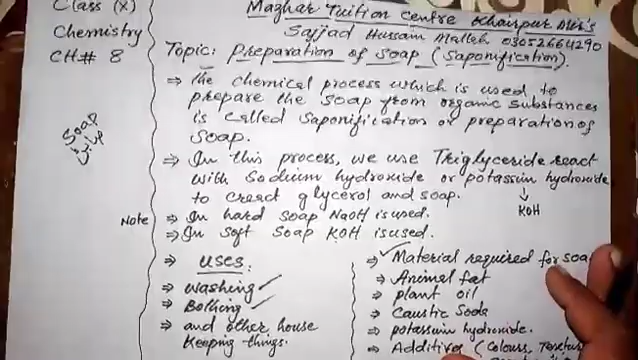 Class (X)
Maghar Tuition Centre Khairpur Mir's
Chemistry
Sajjad Hussain Malleh 03052664290
CH# 8
Topic: Preparation of Soap (Saponification).
⇒ The chemical process which is used to
prepare the soap from organic substances
is called Saponification or preparation of
Soap.
Soap
صابن
⇒ In this process, we use Triglyceride react
with Sodium hydroxide or potassium hydroxide
to creact glycerol and soap.
↓
KOH
Note ⇒ In hard Soap NaOH is used.
⇒ In Soft Soap KOH is used.
⇒ USES:
⇒ washing ✓
⇒ Bathing ✓
⇒ and other house
Keeping things.
⇒ Material required for soa
⇒ Animal fat
⇒ plant oil
⇒ Caustic Soda
⇒ potassium hydroxide.
⇒ Additives (Colours,